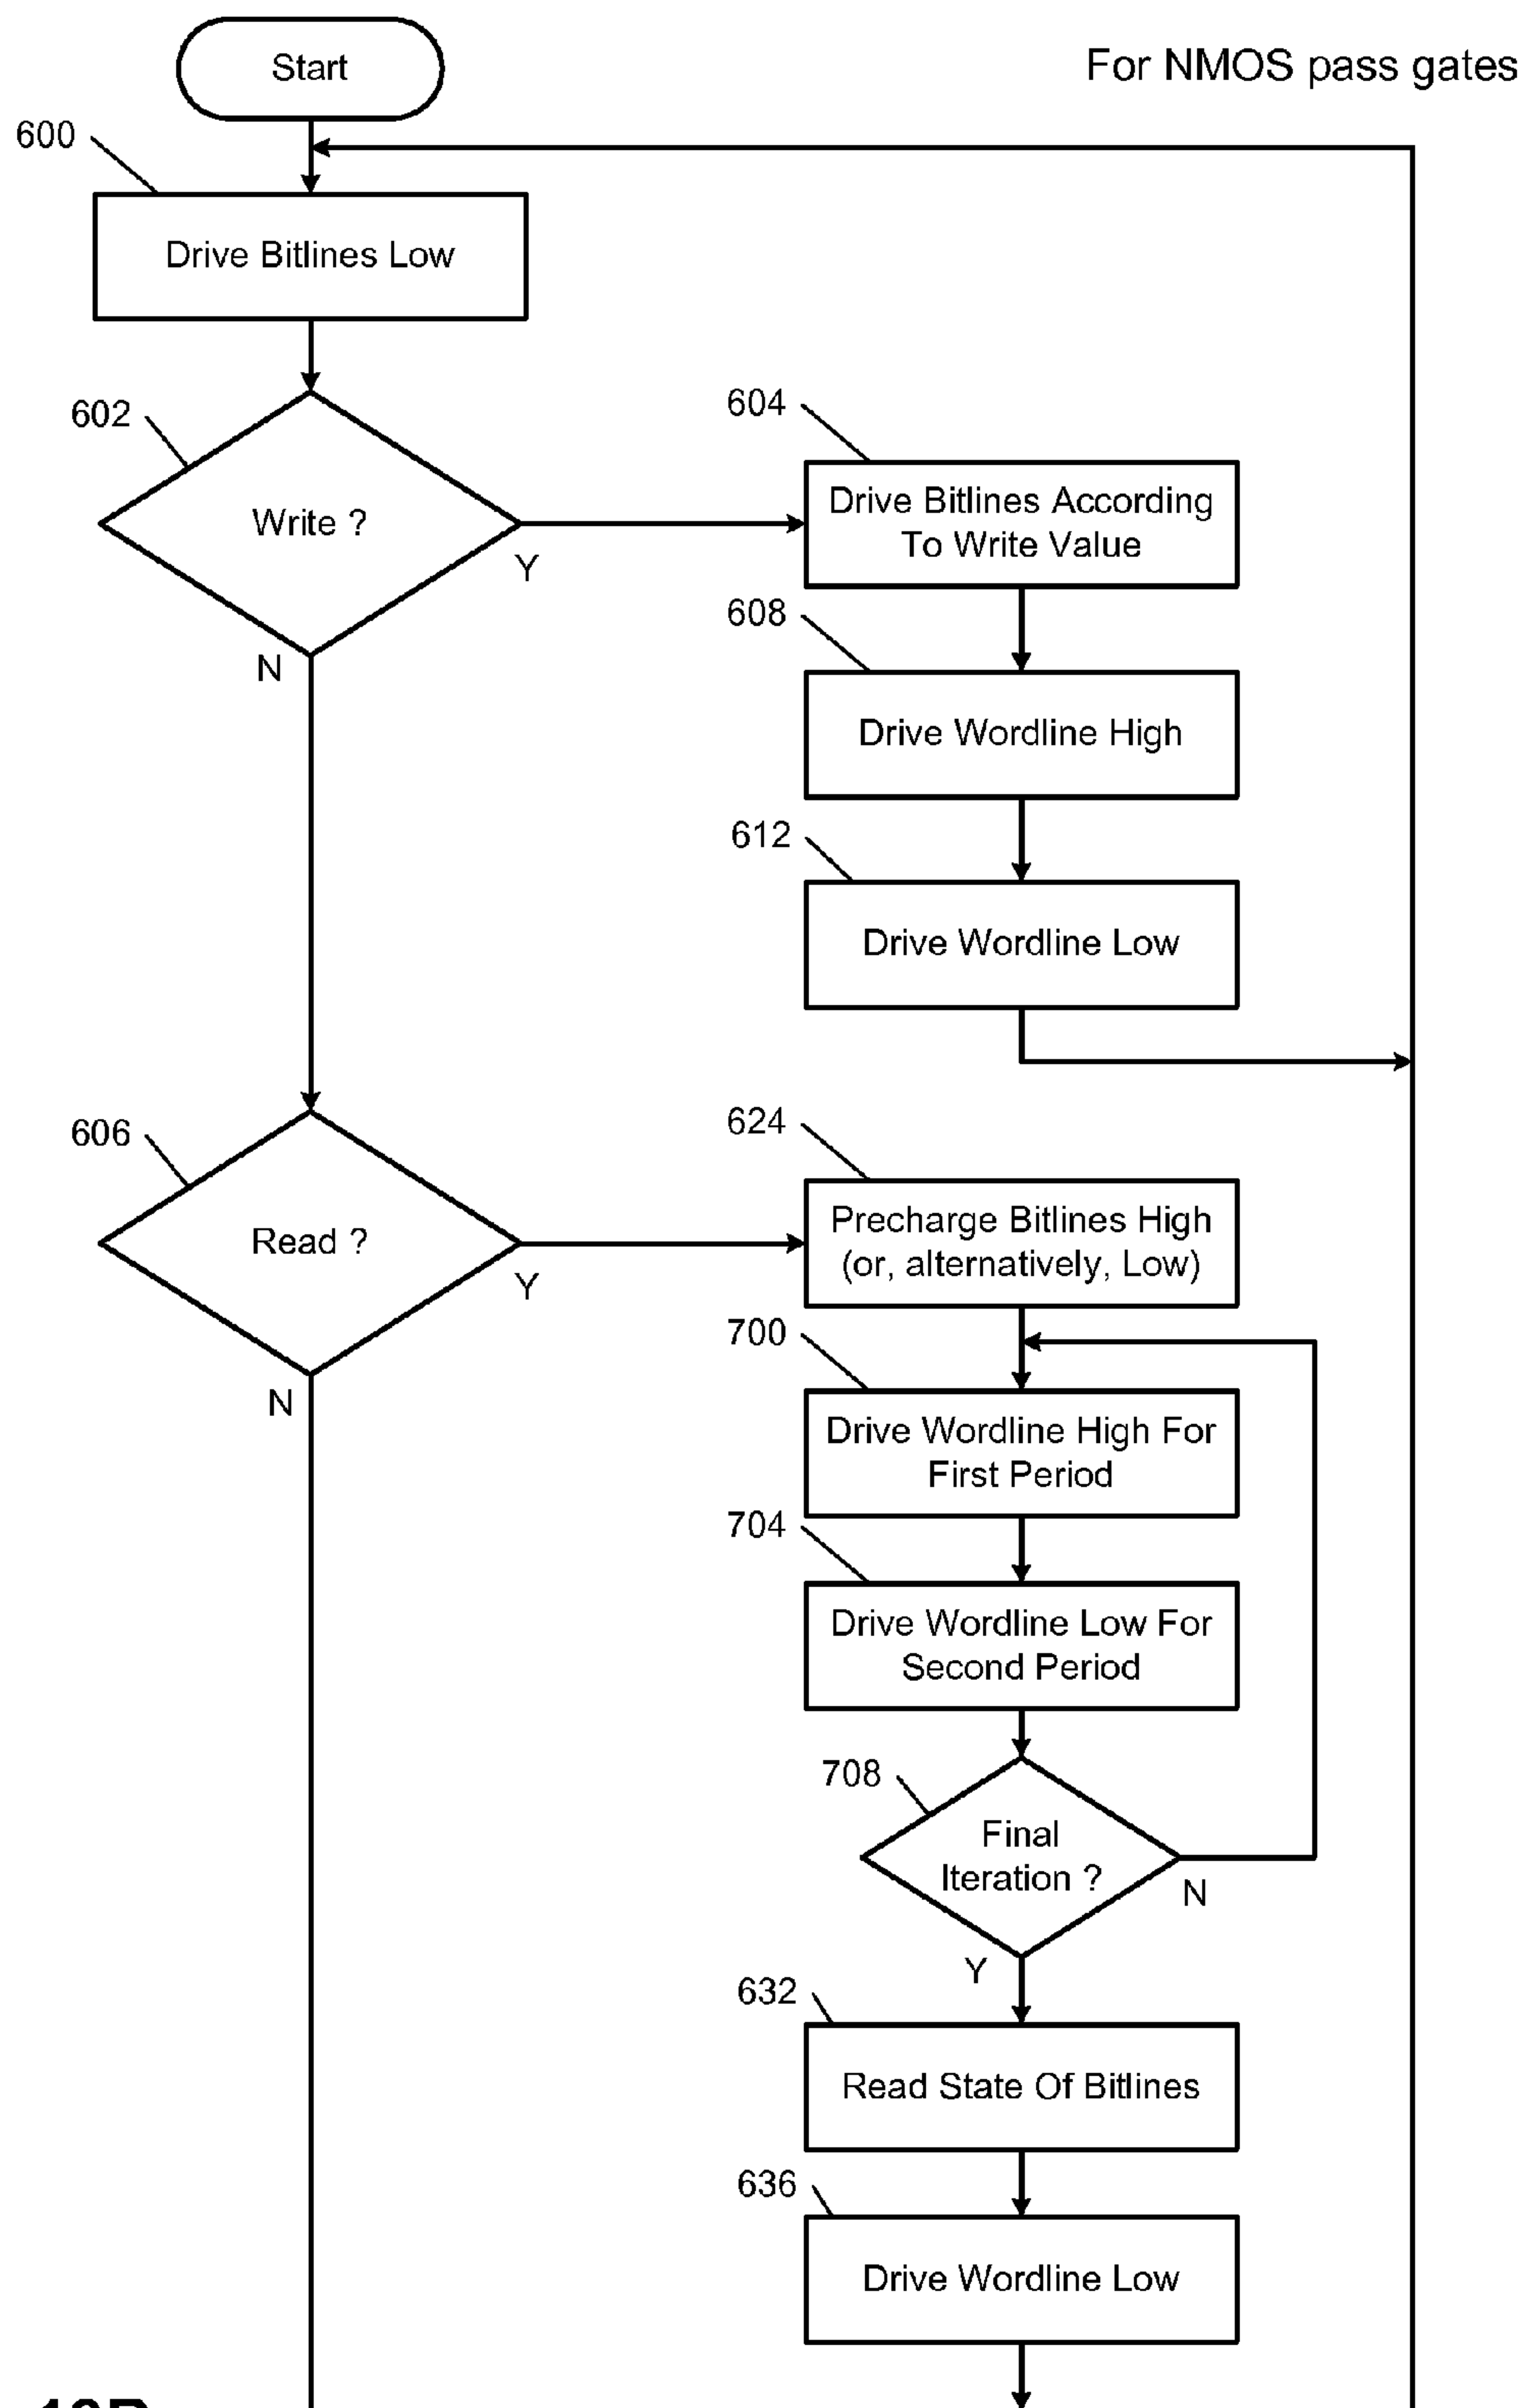 Start
For NMOS pass gates
600
Drive Bitlines Low
602
Write ?
Y
N
604
Drive Bitlines According
To Write Value
608
Drive Wordline High
612
Drive Wordline Low
606
Read ?
Y
N
624
Precharge Bitlines High
(or, alternatively, Low)
700
Drive Wordline High For
First Period
704
Drive Wordline Low For
Second Period
708
Final
Iteration ?
N
Y
632
Read State Of Bitlines
636
Drive Wordline Low